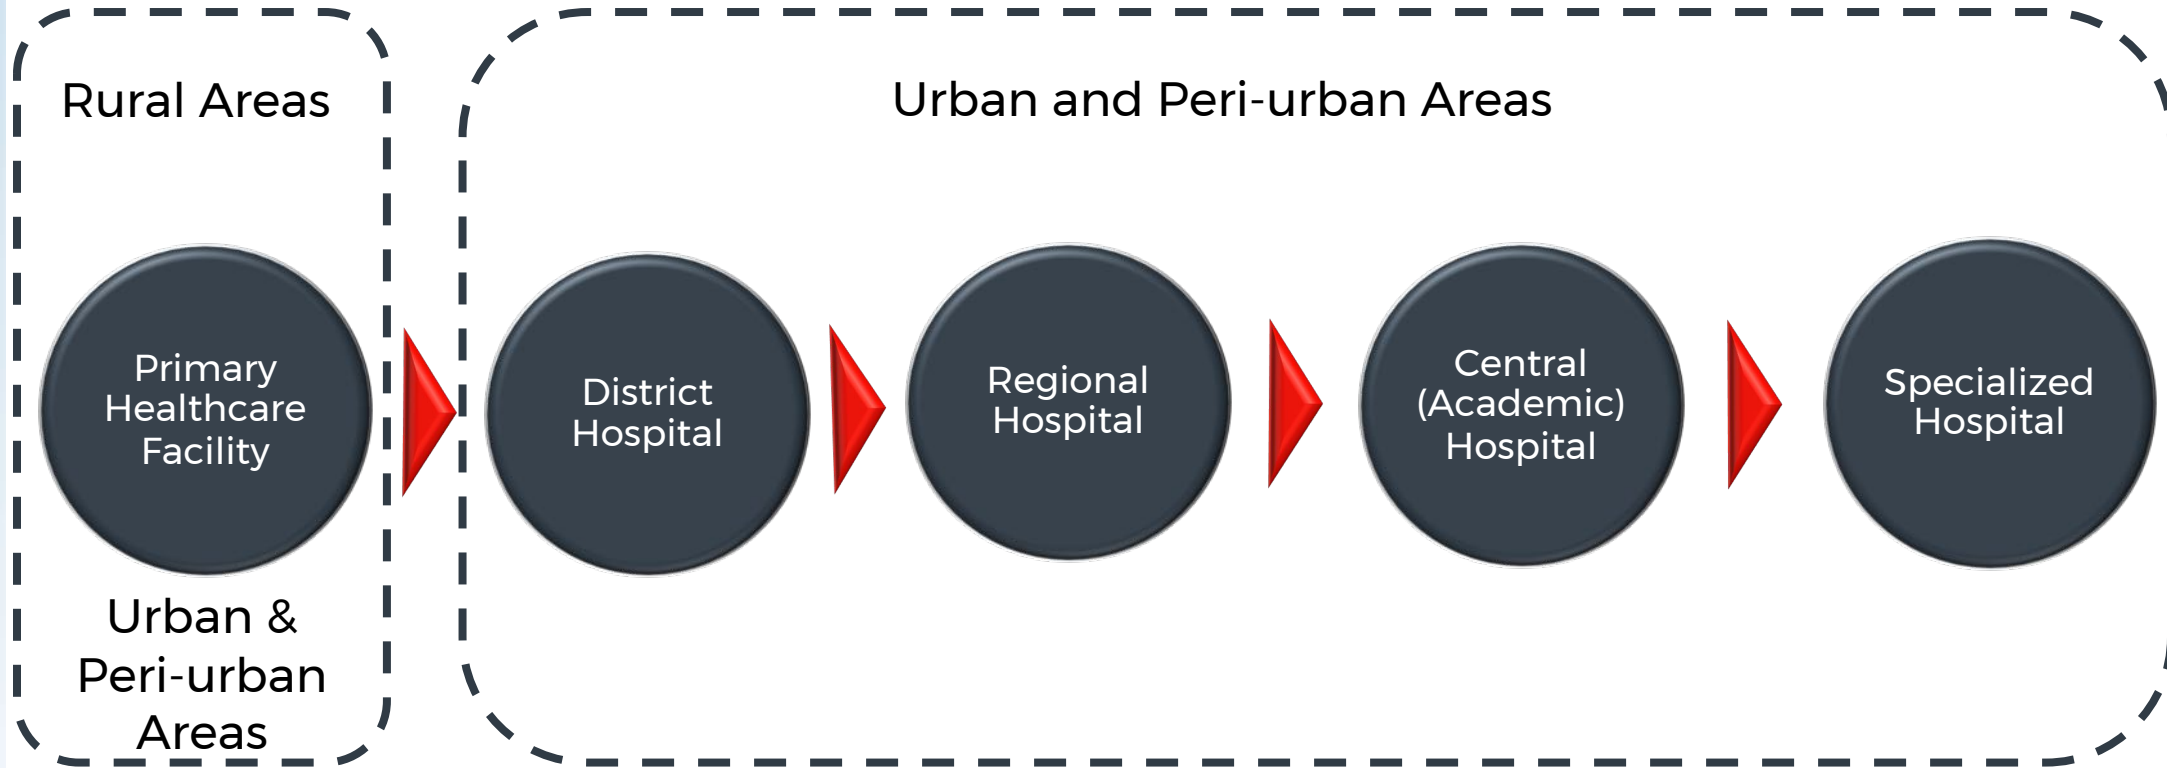 Rural Areas
Urban and Peri-urban Areas
Primary
Healthcare
Facility
District
Hospital
Regional
Hospital
Central
(Academic)
Hospital
Specialized
Hospital
Urban &
Peri-urban
Areas